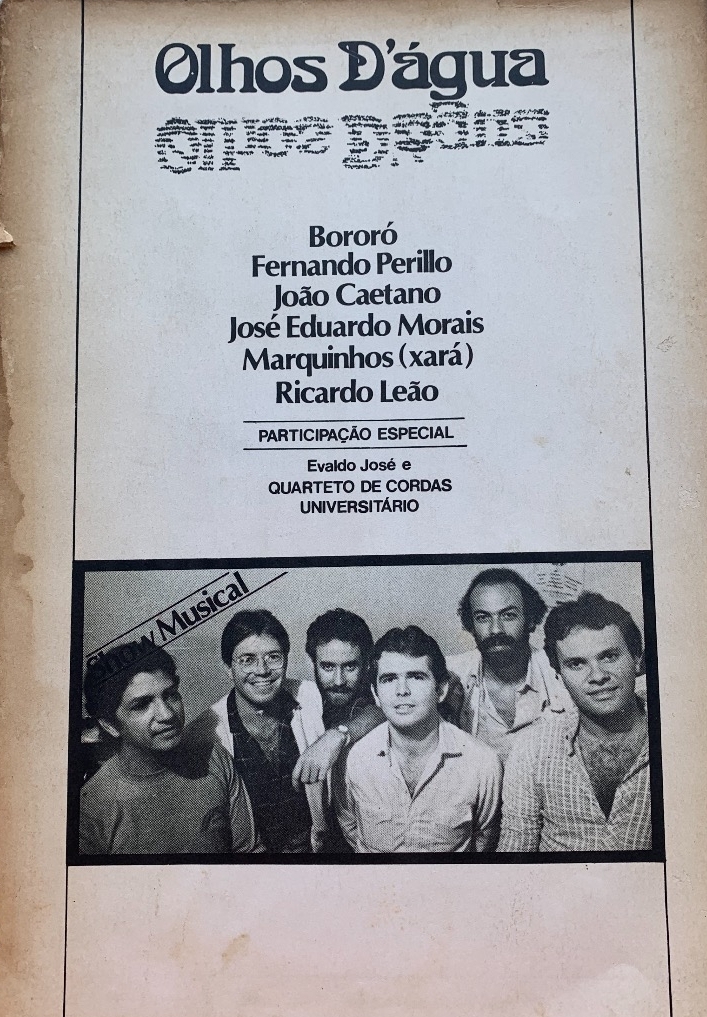 Olhos D'água
Bororó
Fernando Perillo
João Caetano
José Eduardo Morais
Marquinhos (xará)
Ricardo Leão
PARTICIPAÇÃO ESPECIAL
Evaldo José e
QUARTETO DE CORDAS
UNIVERSITÁRIO
Show Musical